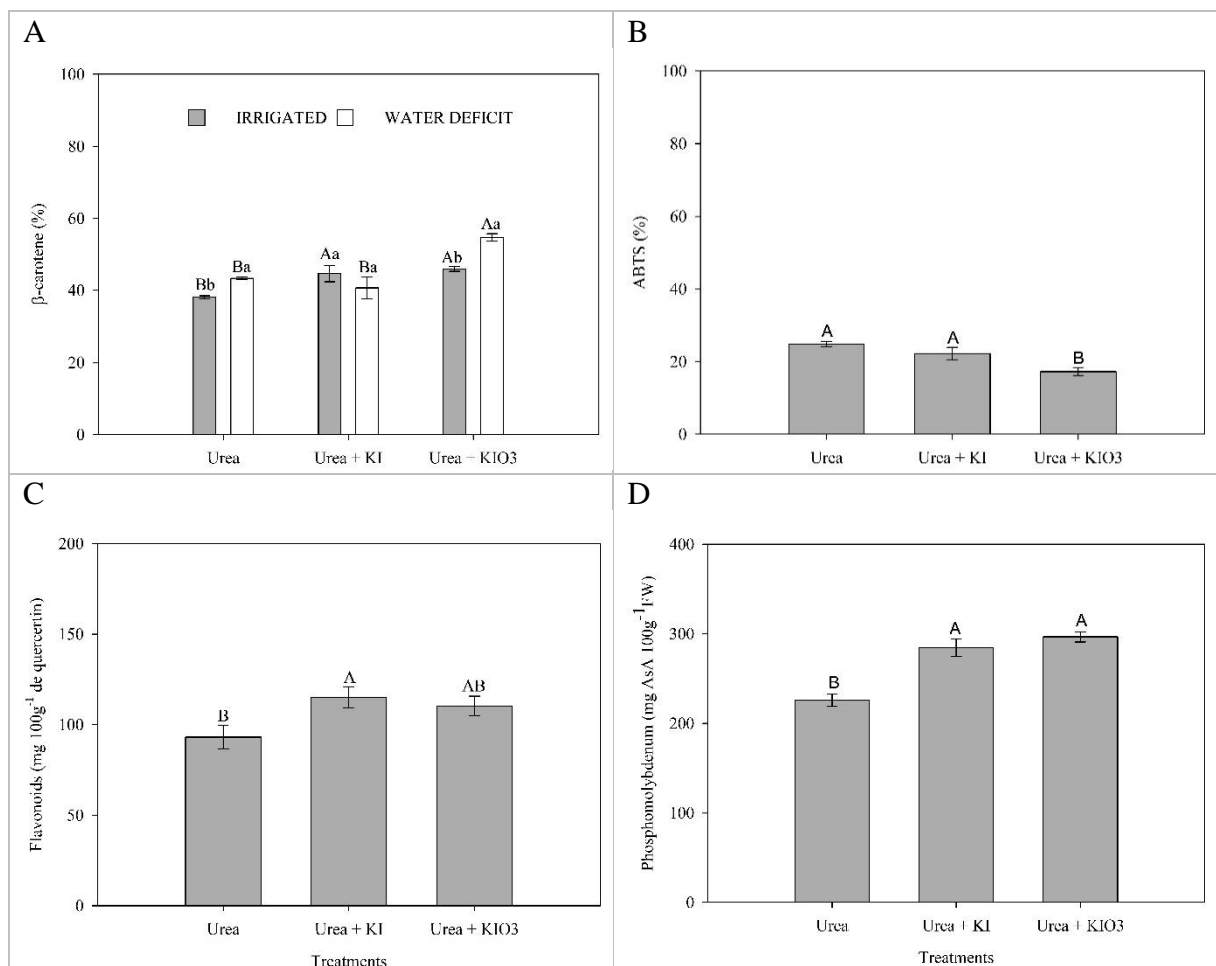 A
100
80
60
40
20
0
β-carotene (%)
IRRIGATED
WATER DEFICIT
Bb
Ba
Aa
Ba
Ab
Aa
Urea
Urea + KI
Urea + KIO3
B
100
80
60
40
20
0
ABTS (%)
A
A
B
Urea
Urea + KI
Urea + KIO3
C
200
150
100
50
0
Flavonoids (mg 100g⁻¹ de quercertin)
B
A
AB
Urea
Urea + KI
Urea + KIO3
Treatments
D
400
300
200
100
0
Phosphomolybdenum (mg AsA 100g⁻¹FW)
B
A
A
Urea
Urea + KI
Urea + KIO3
Treatments